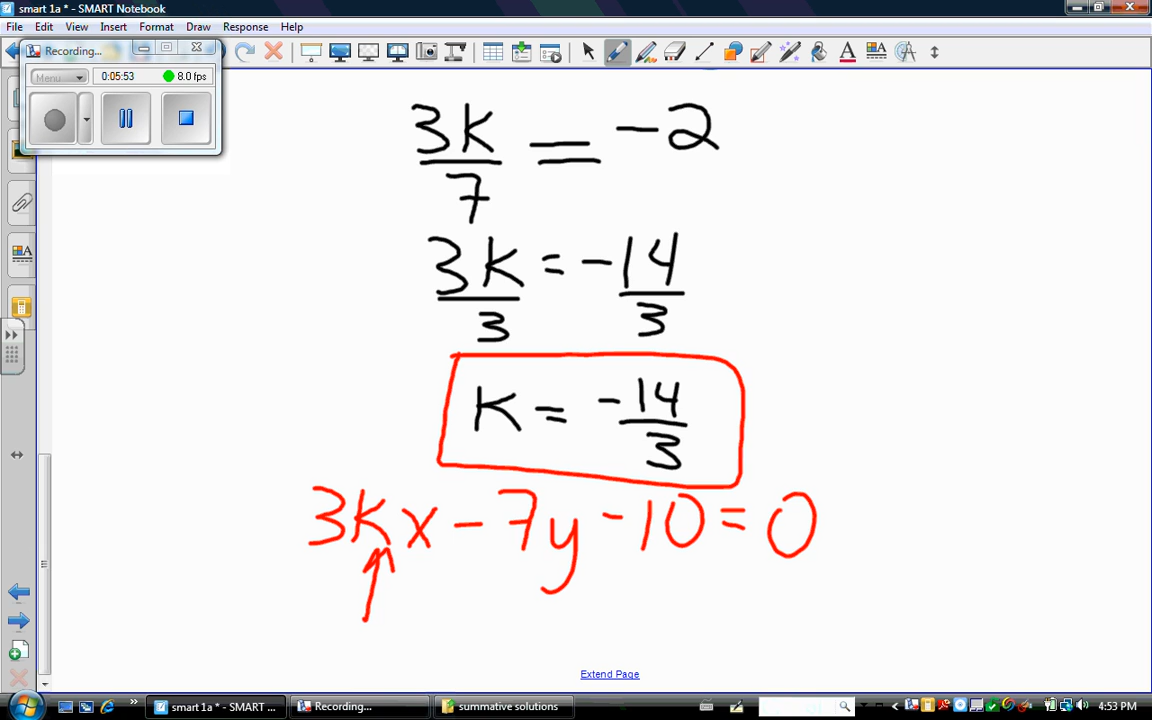 smart 1a * - SMART Notebook
File Edit View Insert Format Draw Response Help
Recording...
Menu 0:05:53 8.0 fps
3K/7 = -2
3K/3 = -14/3
K = -14/3
3kx - 7y - 10 = 0
Extend Page
smart 1a * - SMART ... Recording... summative solutions 4:53 PM